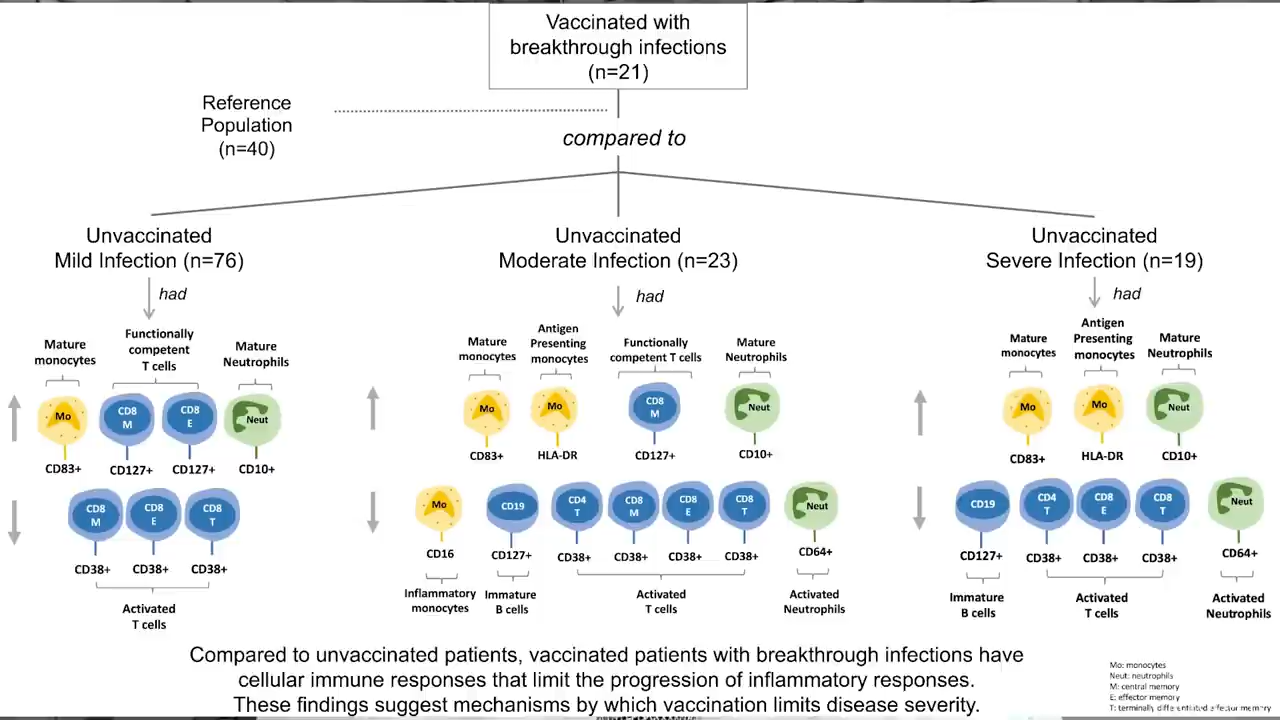 Vaccinated with
breakthrough infections
(n=21)
Reference
Population
(n=40)
compared to
Unvaccinated
Mild Infection (n=76)
had
Mature
monocytes
Functionally
competent
T cells
Mature
Neutrophils
Mo
CD8
M
CD8
E
Neut
CD83+
CD127+
CD127+
CD10+
CD8
M
CD8
E
CD8
T
CD38+
CD38+
CD38+
Activated
T cells
Unvaccinated
Moderate Infection (n=23)
had
Mature
monocytes
Antigen
Presenting
monocytes
Functionally
competent T cells
Mature
Neutrophils
Mo
Mo
CD8
M
Neut
CD83+
HLA-DR
CD127+
CD10+
Mo
CD19
CD4
T
CD8
M
CD8
E
CD8
T
Neut
CD16
CD127+
CD38+
CD38+
CD38+
CD38+
CD64+
Inflammatory
monocytes
Immature
B cells
Activated
T cells
Activated
Neutrophils
Unvaccinated
Severe Infection (n=19)
had
Mature
monocytes
Antigen
Presenting
monocytes
Mature
Neutrophils
Mo
Mo
Neut
CD83+
HLA-DR
CD10+
CD19
CD4
T
CD8
E
CD8
T
Neut
CD127+
CD38+
CD38+
CD38+
CD64+
Immature
B cells
Activated
T cells
Activated
Neutrophils
Compared to unvaccinated patients, vaccinated patients with breakthrough infections have
cellular immune responses that limit the progression of inflammatory responses.
These findings suggest mechanisms by which vaccination limits disease severity.
Mo: monocytes
Neut: neutrophils
M: central memory
E: effector memory
T: terminally differentiated effector memory